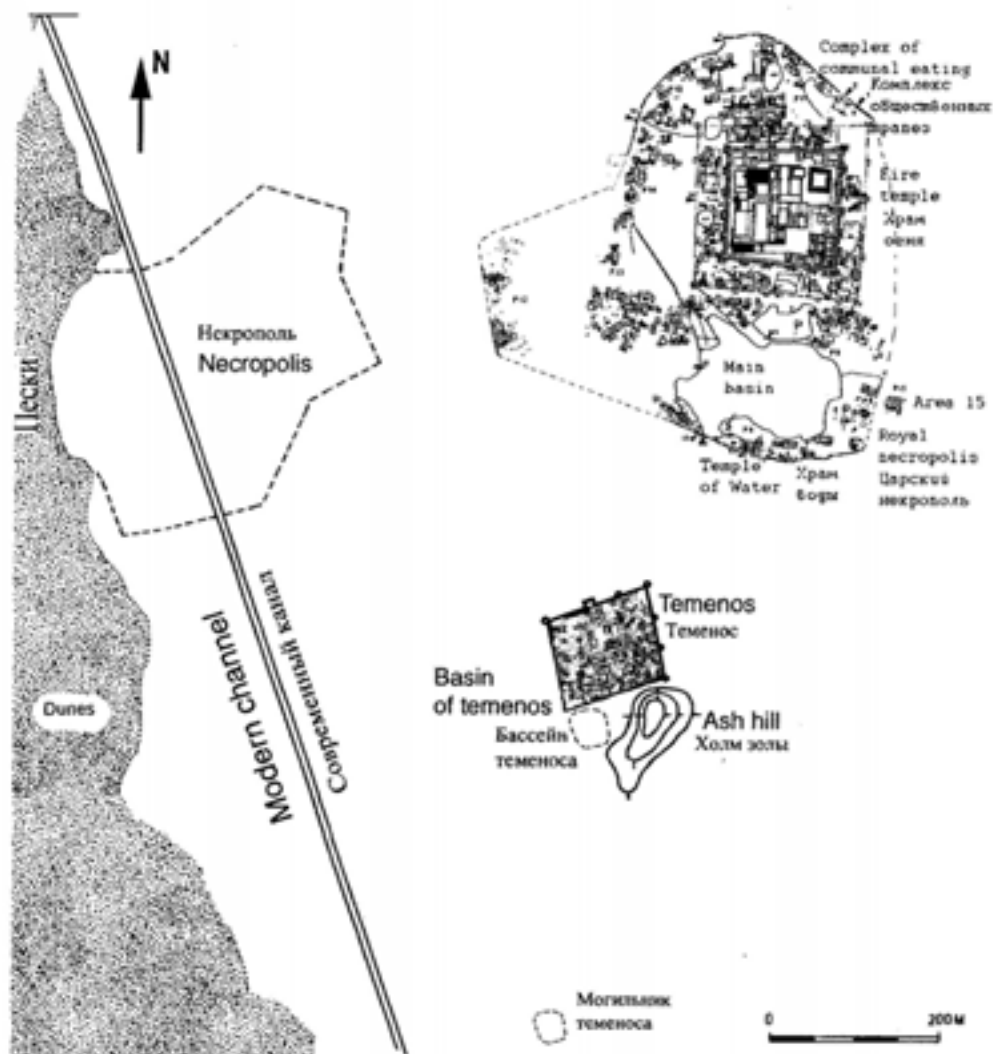 N
Complex of
communal eating
Комплекс
общественных
трапез
Fire
temple
Храм
огня
Некрополь
Necropolis
Пески
Main
basin
Area 15
Royal
necropolis
Царский
некрополь
Temple
of Water
Храм
воды
Modern channel
Современный канал
Temenos
Теменос
Basin
of temenos
Бассейн
теменоса
Ash hill
Холм золы
Dunes
Могильник
теменоса
0 200 м